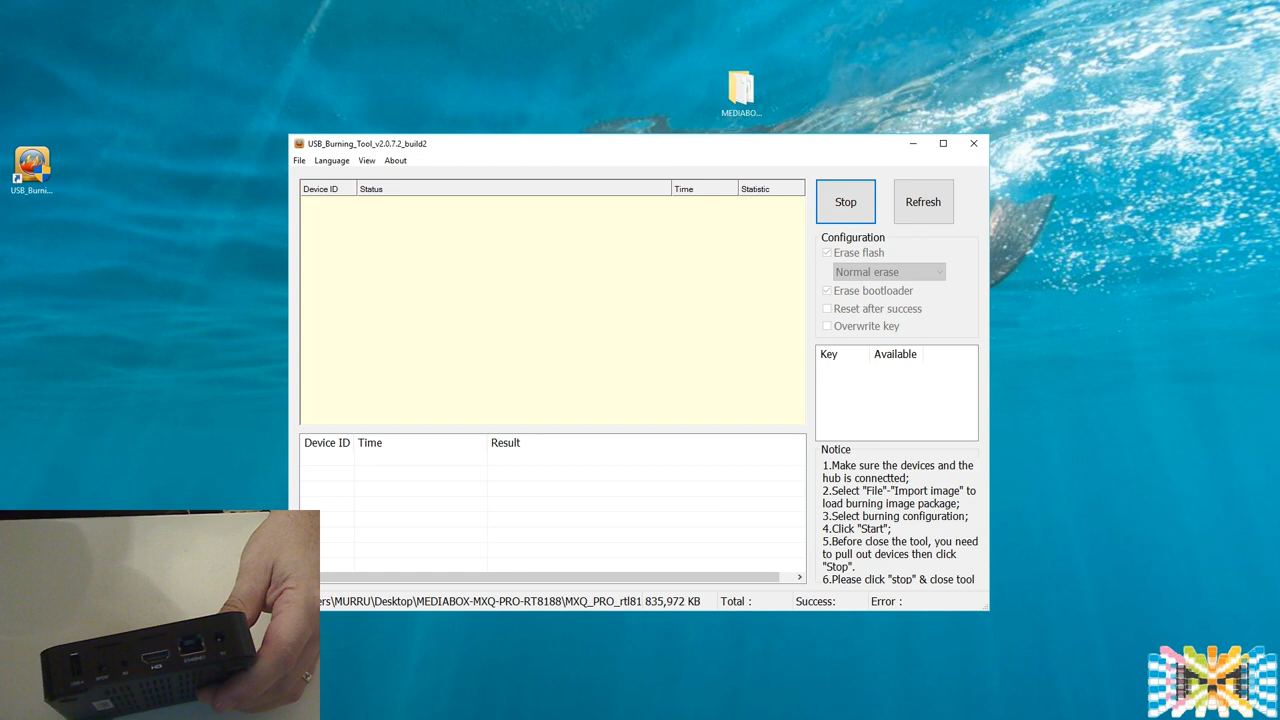 MEDIABO...
USB_Burni...
USB_Burning_Tool_v2.0.7.2_build2
File Language View About
Device ID Status Time Statistic
Stop Refresh
Configuration
Erase flash
Normal erase
Erase bootloader
Reset after success
Overwrite key
Key Available
Device ID Time Result
Notice
1.Make sure the devices and the
hub is connectted;
2.Select "File"-"Import image" to
load burning image package;
3.Select burning configuration;
4.Click "Start";
5.Before close the tool, you need
to pull out devices then click
"Stop".
6.Please click "stop" & close tool
ers\MURRU\Desktop\MEDIABOX-MXQ-PRO-RT8188\MXQ_PRO_rtl81 835,972 KB Total : Success: Error :